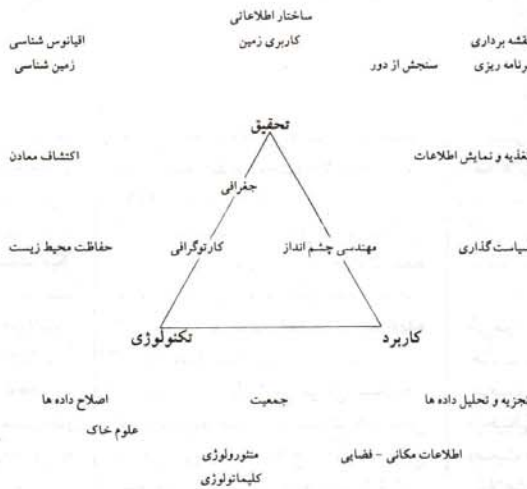 ساختار اطلاعاتی
نقشه برداری کاربری زمین اقیانوس شناسی
برنامه ریزی سنجش از دور زمین شناسی
تحقیق
تغذیه و نمایش اطلاعات اکتشاف معادن
جغرافی
سیاست گذاری مهندسی چشم انداز کارتوگرافی حفاظت محیط زیست
کاربرد تکنولوژی
تجزیه و تحلیل داده ها جمعیت اصلاح داده ها
علوم خاک
اطلاعات مکانی - فضایی متئورولوژی
کلیماتولوژی